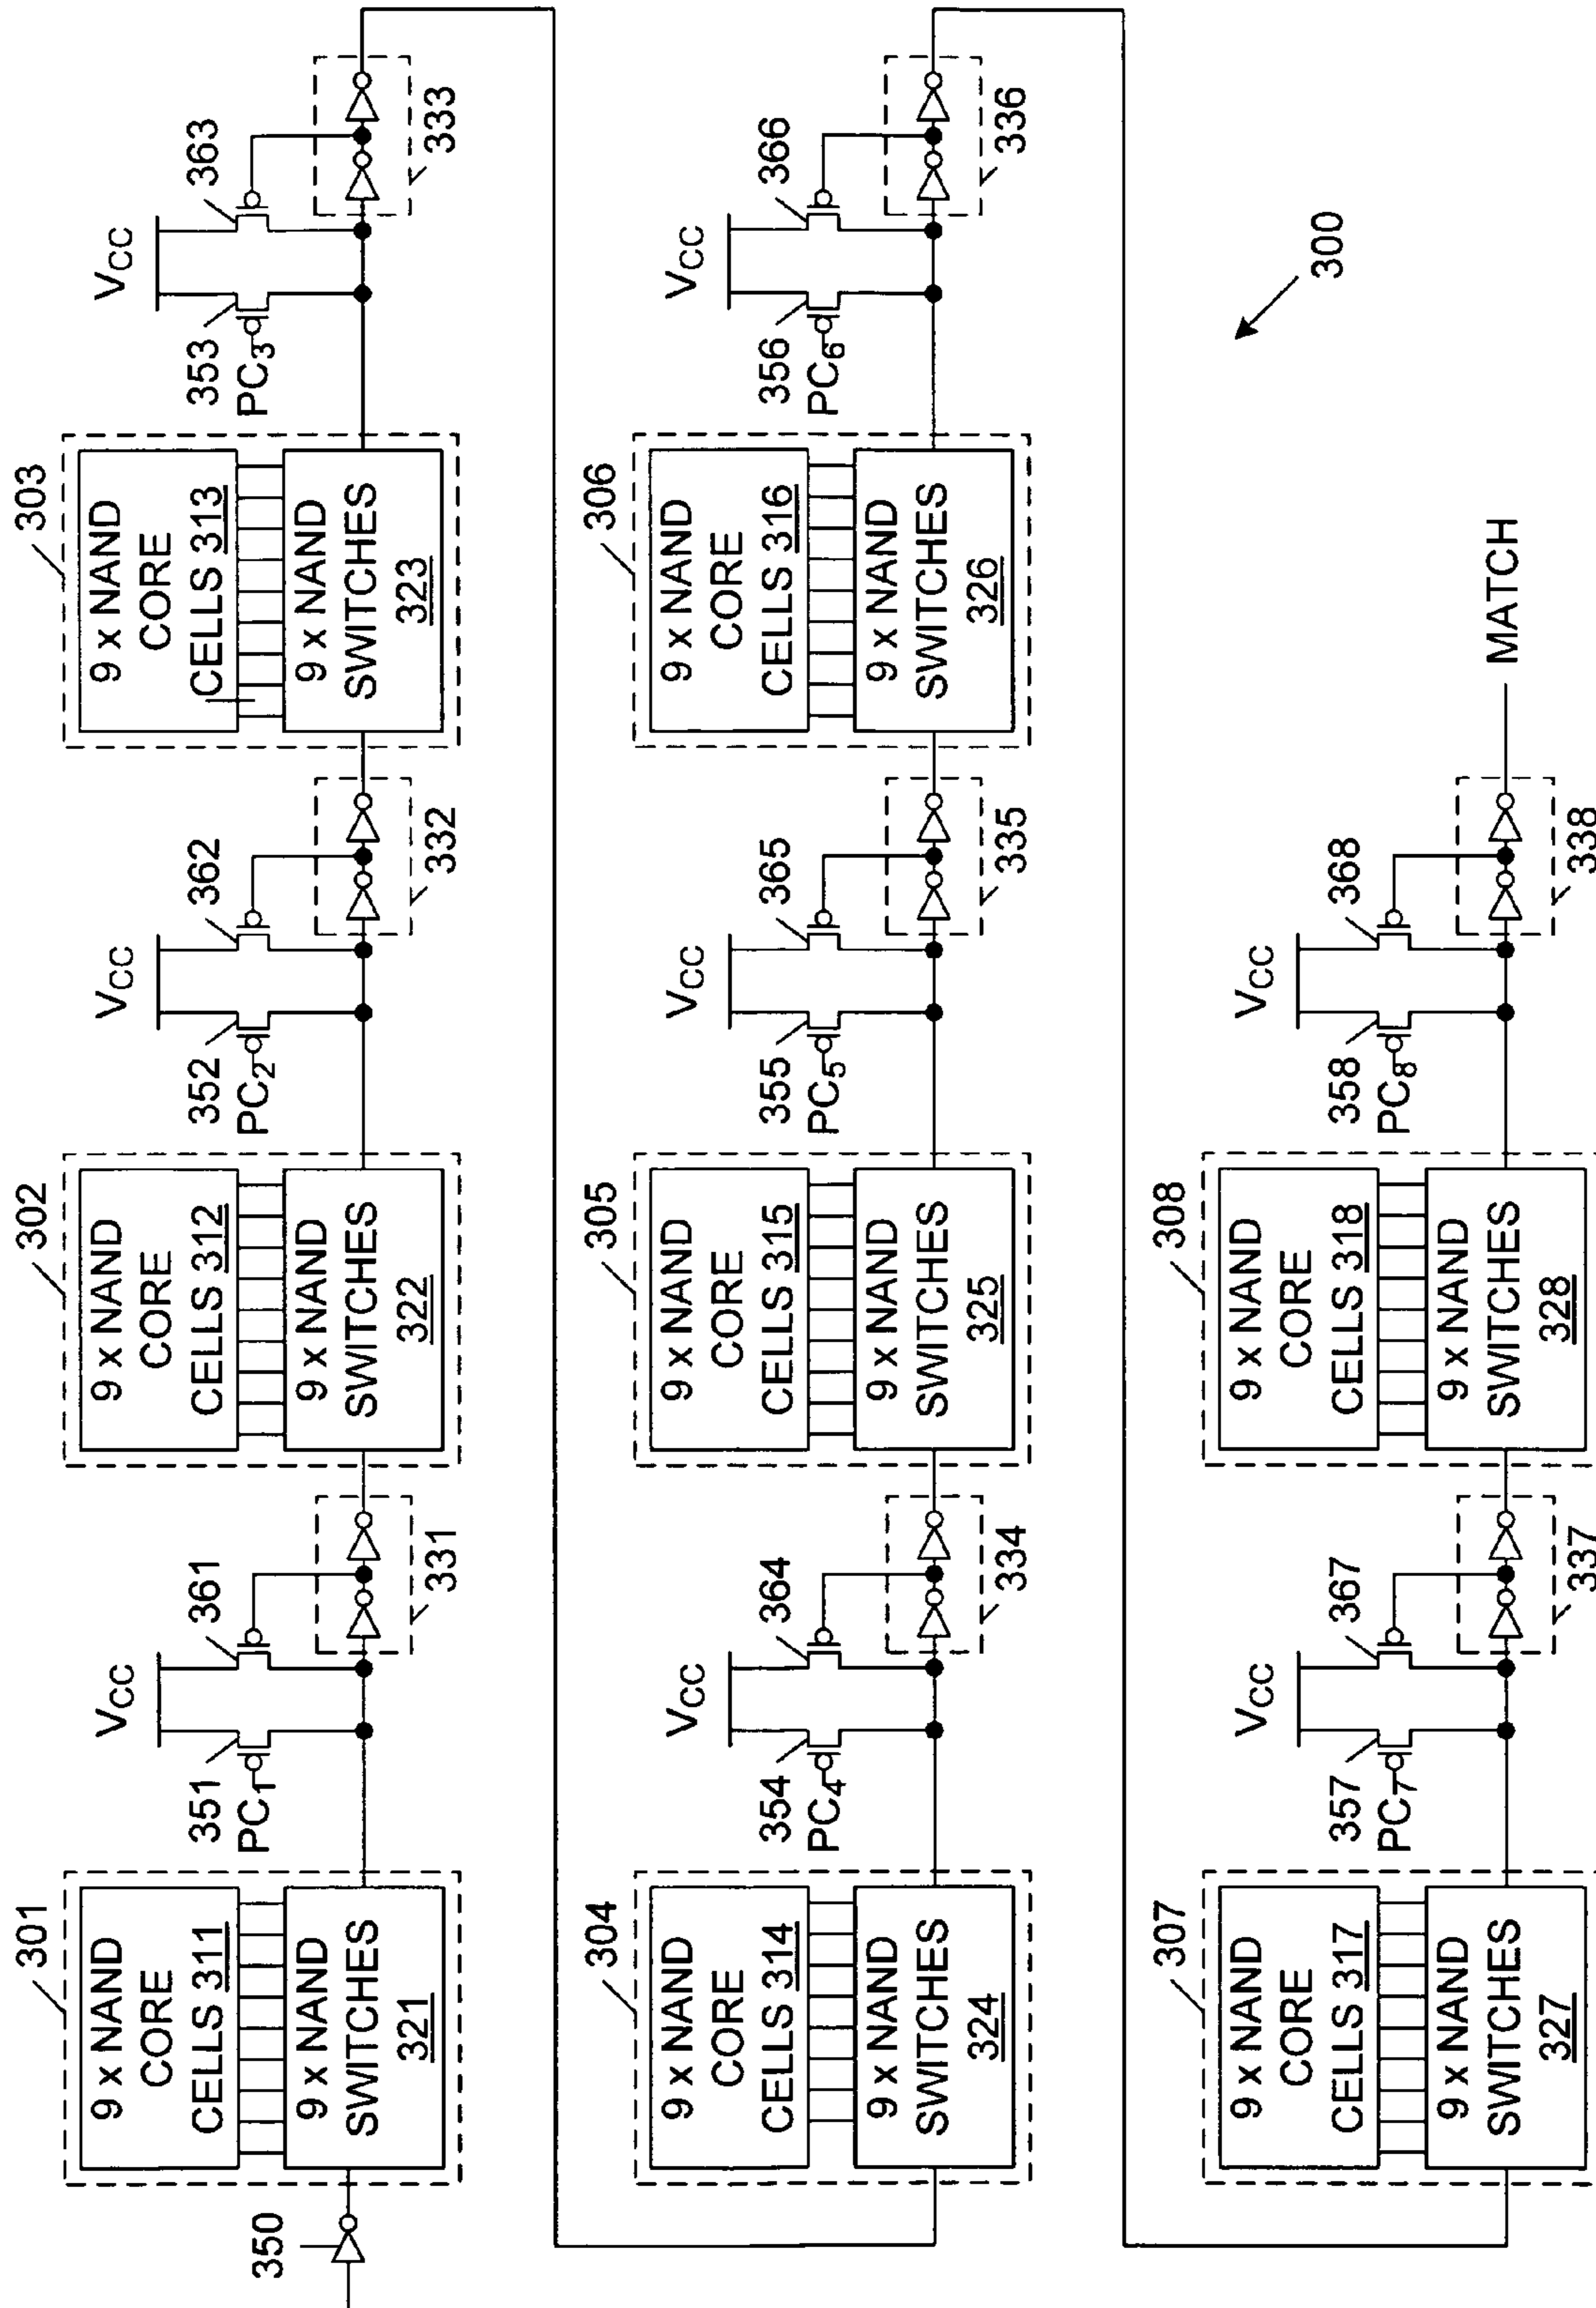 301
9 x NAND
CORE
CELLS 311
9 x NAND
SWITCHES
321
350
VCC
351
361
PC1
331
302
9 x NAND
CORE
CELLS 312
9 x NAND
SWITCHES
322
VCC
352
362
PC2
332
303
9 x NAND
CORE
CELLS 313
9 x NAND
SWITCHES
323
VCC
353
363
PC3
333
304
9 x NAND
CORE
CELLS 314
9 x NAND
SWITCHES
324
VCC
354
364
PC4
334
305
9 x NAND
CORE
CELLS 315
9 x NAND
SWITCHES
325
VCC
355
365
PC5
335
306
9 x NAND
CORE
CELLS 316
9 x NAND
SWITCHES
326
VCC
356
366
PC6
336
307
9 x NAND
CORE
CELLS 317
9 x NAND
SWITCHES
327
VCC
357
367
PC7
337
308
9 x NAND
CORE
CELLS 318
9 x NAND
SWITCHES
328
VCC
358
368
PC8
338
MATCH
300